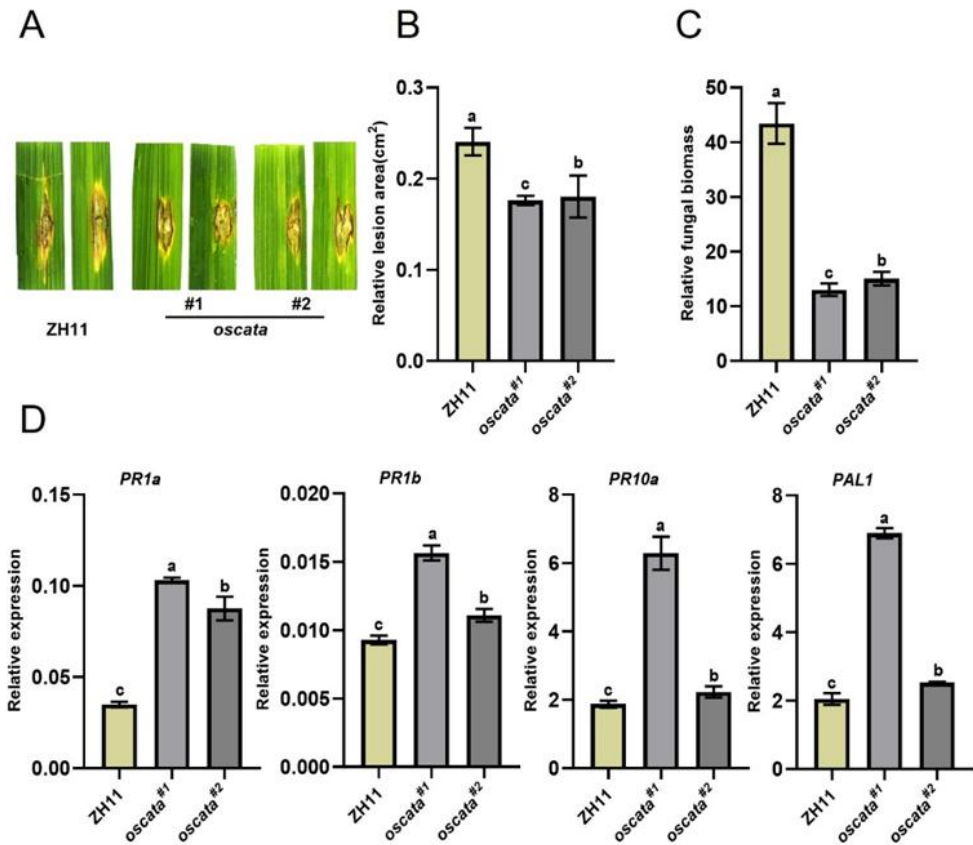 A
B
C
#1
#2
ZH11
oscata
Relative lesion area(cm²)
0.3
0.2
0.1
0.0
a
c
b
ZH11
oscata#1
oscata#2
Relative fungal biomass
50
40
30
20
10
0
a
c
b
ZH11
oscata#1
oscata#2
D
PR1a
Relative expression
0.15
0.10
0.05
0.00
c
a
b
ZH11
oscata#1
oscata#2
PR1b
Relative expression
0.020
0.015
0.010
0.005
0.000
c
a
b
ZH11
oscata#1
oscata#2
PR10a
Relative expression
8
6
4
2
0
c
a
b
ZH11
oscata#1
oscata#2
PAL1
Relative expression
8
6
4
2
0
c
a
b
ZH11
oscata#1
oscata#2